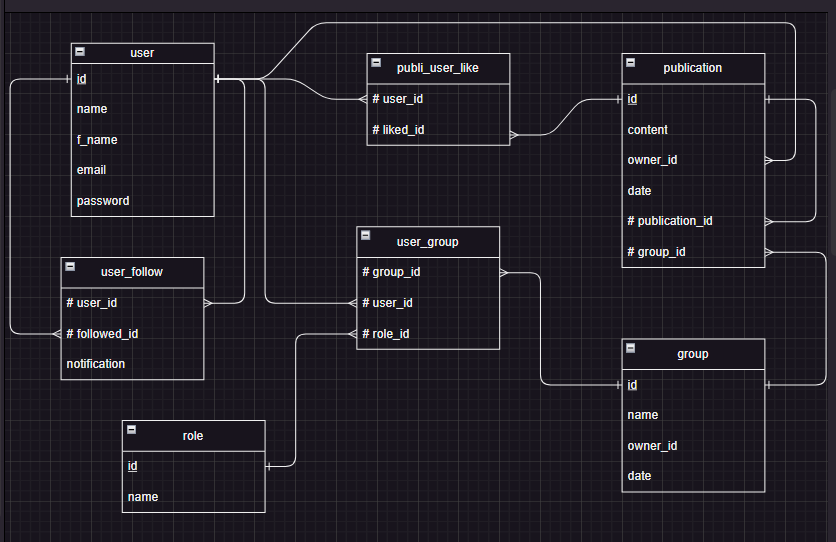 user
id
name
f_name
email
password
publi_user_like
# user_id
# liked_id
publication
id
content
owner_id
date
# publication_id
# group_id
user_follow
# user_id
# followed_id
notification
user_group
# group_id
# user_id
# role_id
group
id
name
owner_id
date
role
id
name